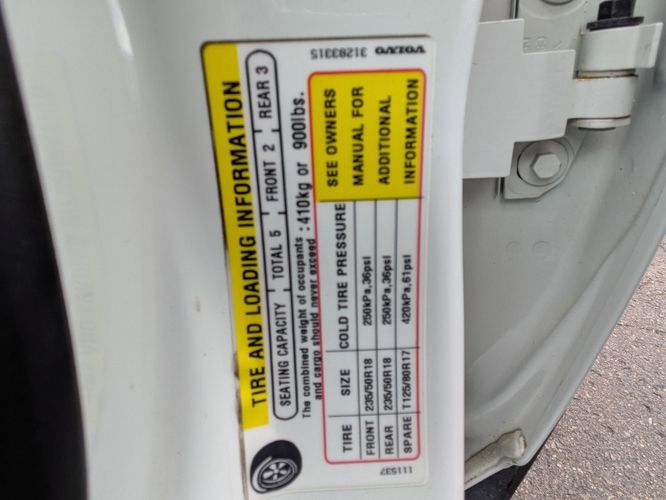 TIRE AND LOADING INFORMATION
SEATING CAPACITY TOTAL 5 FRONT 2 REAR 3
The combined weight of occupants
and cargo should never exceed : 410kg or 900lbs.
TIRE SIZE COLD TIRE PRESSURE
FRONT 235/50R18 250kPa,36psi
REAR 235/50R18 250kPa,36psi
SPARE T125/80R17 420kPa,61psi
SEE OWNERS
MANUAL FOR
ADDITIONAL
INFORMATION
111537
VOLVO 31283315